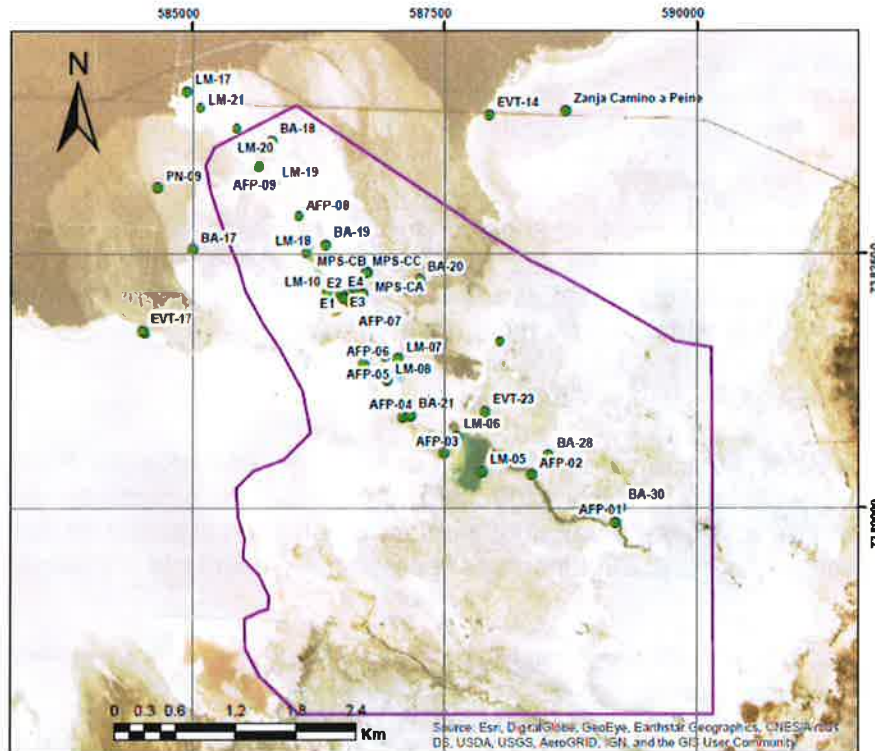 585000 587500 590000
N
LM-17
LM-21
EVT-14
Zanja Camino a Peine
BA-18
LM-20
LM-19
PN-09
AFP-09
AFP-08
BA-17
BA-19
LM-18
MPS-CB
MPS-CC
BA-20
LM-10
E2
E4
MPS-CA
E1
E3
AFP-07
EVT-17
AFP-06
LM-07
AFP-05
LM-08
AFP-04
BA-21
EVT-23
LM-06
AFP-03
BA-28
LM-05
AFP-02
BA-30
AFP-01
0 0.3 0.6 1.2 1.8 2.4
Km
Source: Esri, DigitalGlobe, GeoEye, Earthstar Geographics, CNES/Airbus
DS, USDA, USGS, AeroGRID, IGN, and the GIS User Community